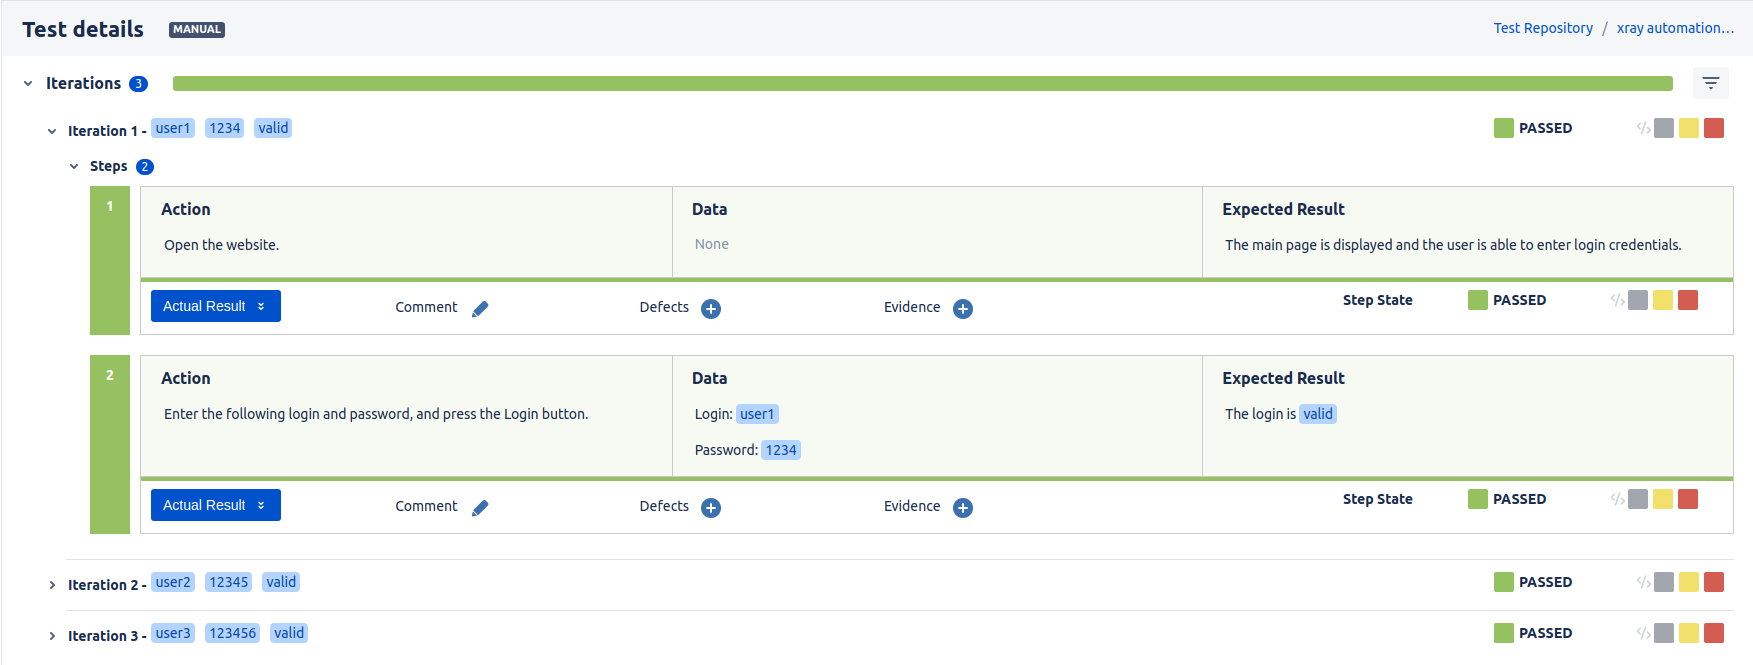 Test details MANUAL Test Repository / xray automation...
Iterations 3
Iteration 1 - user1 1234 valid PASSED </>
Steps 2
1 Action Data Expected Result
Open the website. None The main page is displayed and the user is able to enter login credentials.
Actual Result Comment Defects Evidence Step State PASSED </>
2 Action Data Expected Result
Enter the following login and password, and press the Login button. Login: user1 The login is valid
Password: 1234
Actual Result Comment Defects Evidence Step State PASSED </>
Iteration 2 - user2 12345 valid PASSED </>
Iteration 3 - user3 123456 valid PASSED </>